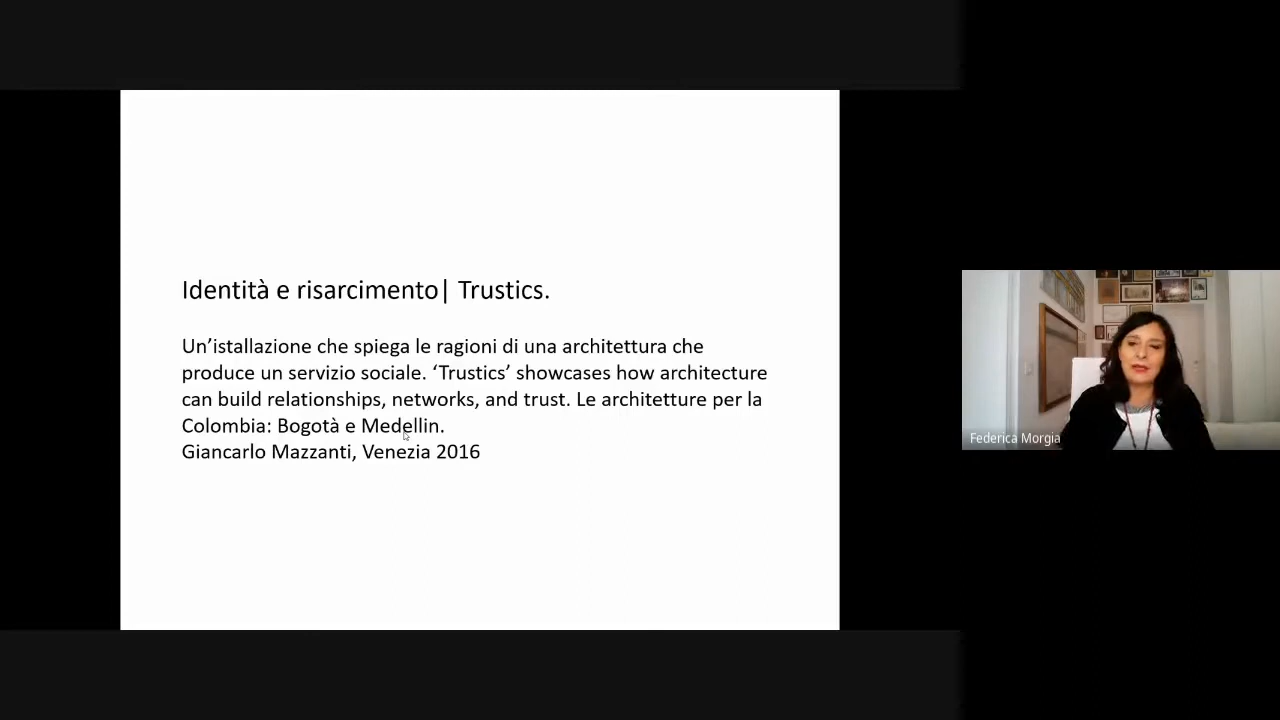 Identità e risarcimento| Trustics.
Un’istallazione che spiega le ragioni di una architettura che
produce un servizio sociale. ‘Trustics’ showcases how architecture
can build relationships, networks, and trust. Le architetture per la
Colombia: Bogotà e Medellin.
Giancarlo Mazzanti, Venezia 2016
Federica Morgia